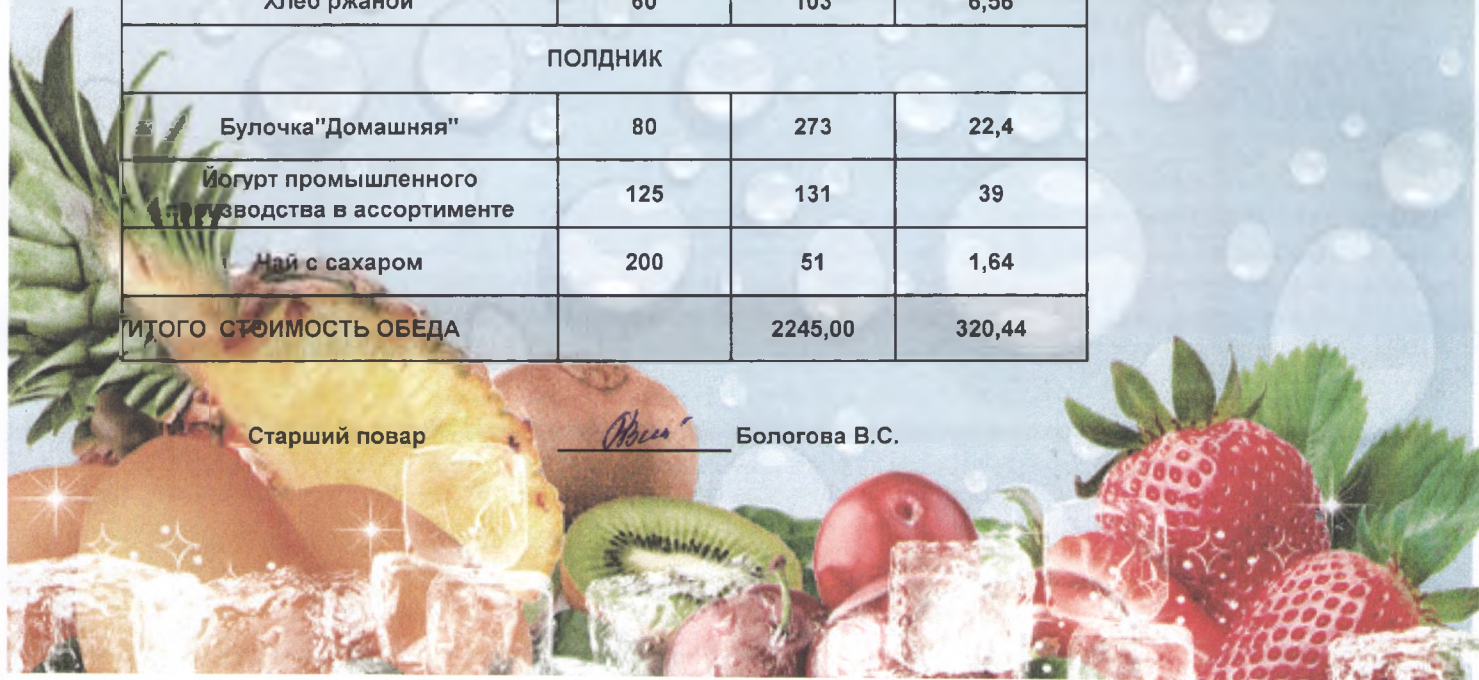 Хлеб ржаной 60 103 6,56
ПОЛДНИК
Булочка"Домашняя" 80 273 22,4
Йогурт промышленного
производства в ассортименте 125 131 39
Чай с сахаром 200 51 1,64
ИТОГО СТОИМОСТЬ ОБЕДА 2245,00 320,44
Старший повар Бологова В.С.